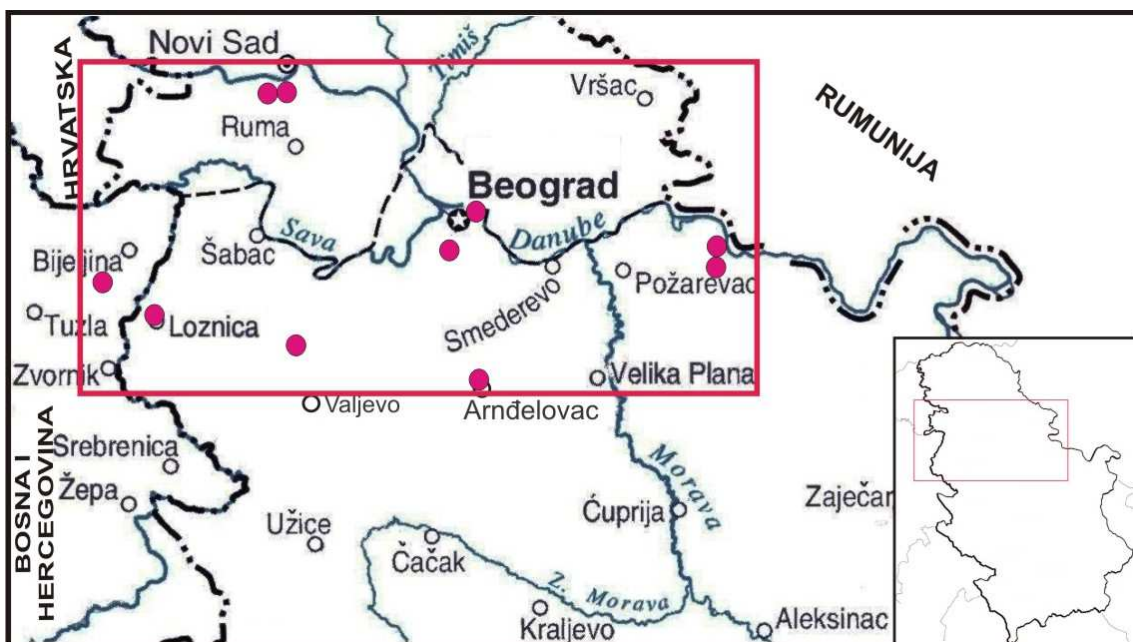 Novi Sad
Timiš
Vršac
HRVATSKA
Ruma
RUMUNIJA
Beograd
Sava
Danube
Bijeljina
Šabac
Požarevac
Smederevo
Tuzla
Loznica
Zvornik
Velika Plana
Valjevo
Arnđelovac
BOSNA I
HERCEGOVINA
Srebrenica
Morava
Žepa
Užice
Ćuprija
Zaječar
Čačak
Z. Morava
Kraljevo
Aleksinac